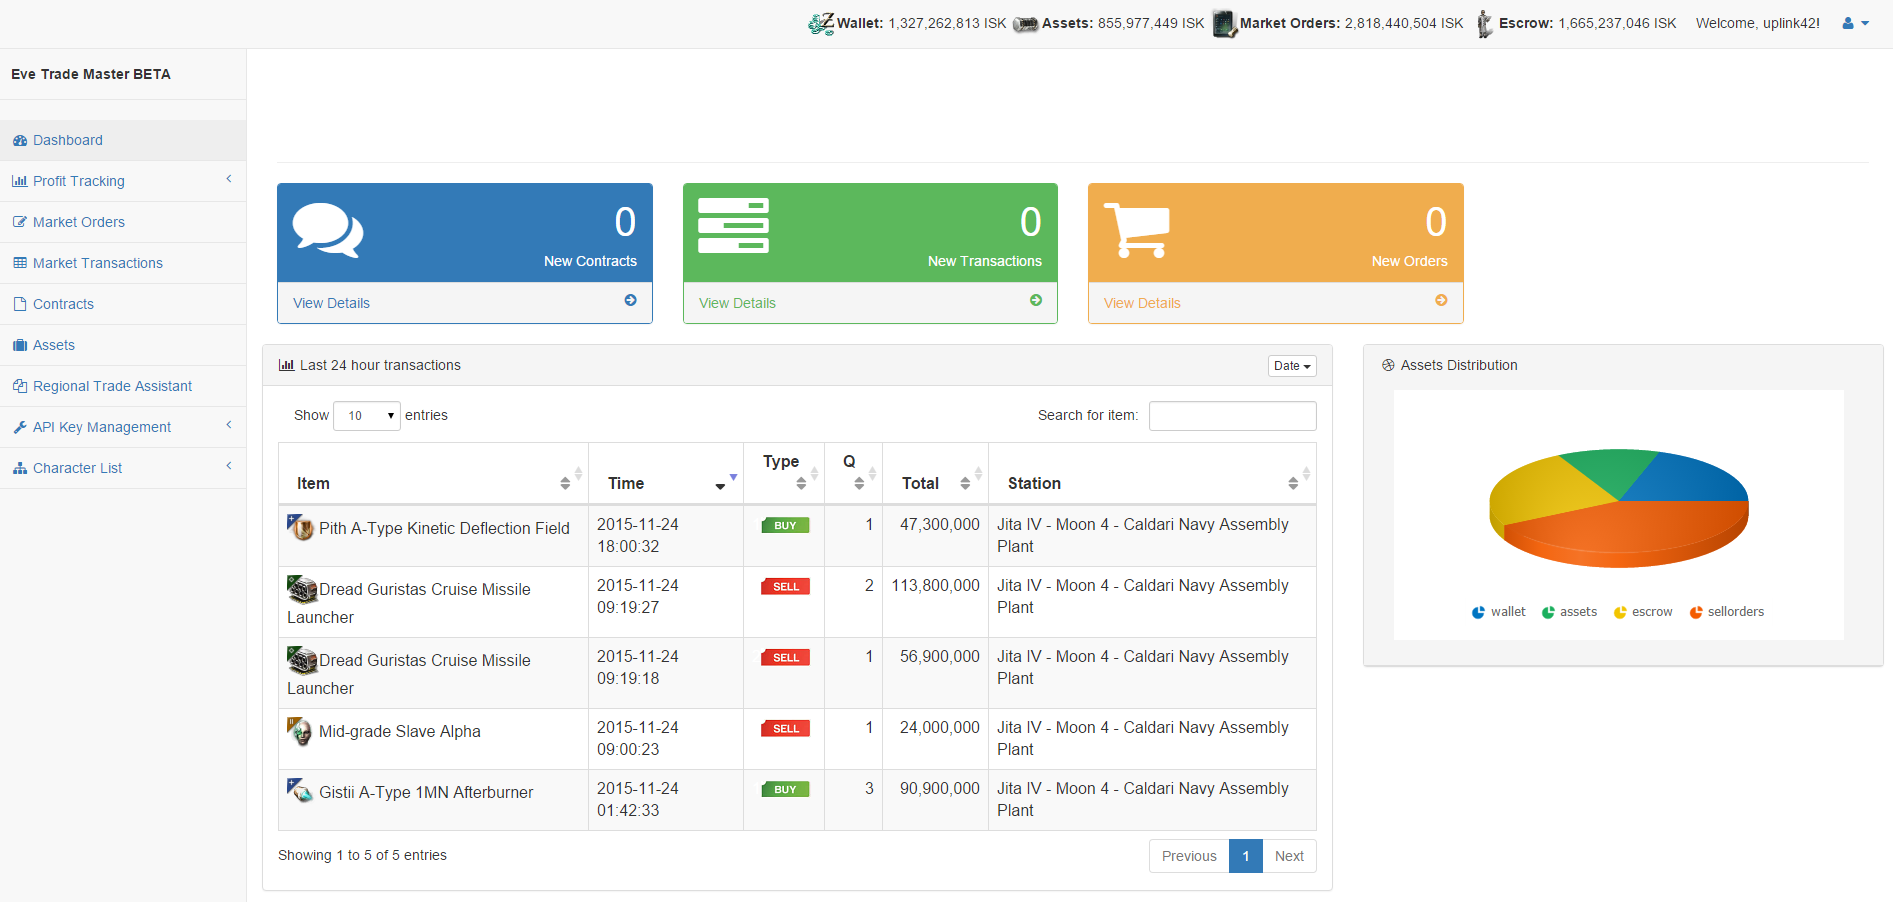 Wallet: 1,327,262,813 ISK Assets: 855,977,449 ISK Market Orders: 2,818,440,504 ISK Escrow: 1,665,237,046 ISK Welcome, uplink42!
Eve Trade Master BETA
Dashboard
Profit Tracking
Market Orders
Market Transactions
Contracts
Assets
Regional Trade Assistant
API Key Management
Character List
0
New Contracts
View Details
0
New Transactions
View Details
0
New Orders
View Details
Last 24 hour transactions
Date
Show 10 entries
Search for item:
Item Time Type Q Total Station
Pith A-Type Kinetic Deflection Field 2015-11-24 BUY 1 47,300,000 Jita IV - Moon 4 - Caldari Navy Assembly
18:00:32 Plant
Dread Guristas Cruise Missile 2015-11-24 SELL 2 113,800,000 Jita IV - Moon 4 - Caldari Navy Assembly
Launcher 09:19:27 Plant
Dread Guristas Cruise Missile 2015-11-24 SELL 1 56,900,000 Jita IV - Moon 4 - Caldari Navy Assembly
Launcher 09:19:18 Plant
Mid-grade Slave Alpha 2015-11-24 SELL 1 24,000,000 Jita IV - Moon 4 - Caldari Navy Assembly
09:00:23 Plant
Gistii A-Type 1MN Afterburner 2015-11-24 BUY 3 90,900,000 Jita IV - Moon 4 - Caldari Navy Assembly
01:42:33 Plant
Showing 1 to 5 of 5 entries
Previous 1 Next
Assets Distribution
wallet assets escrow sellorders